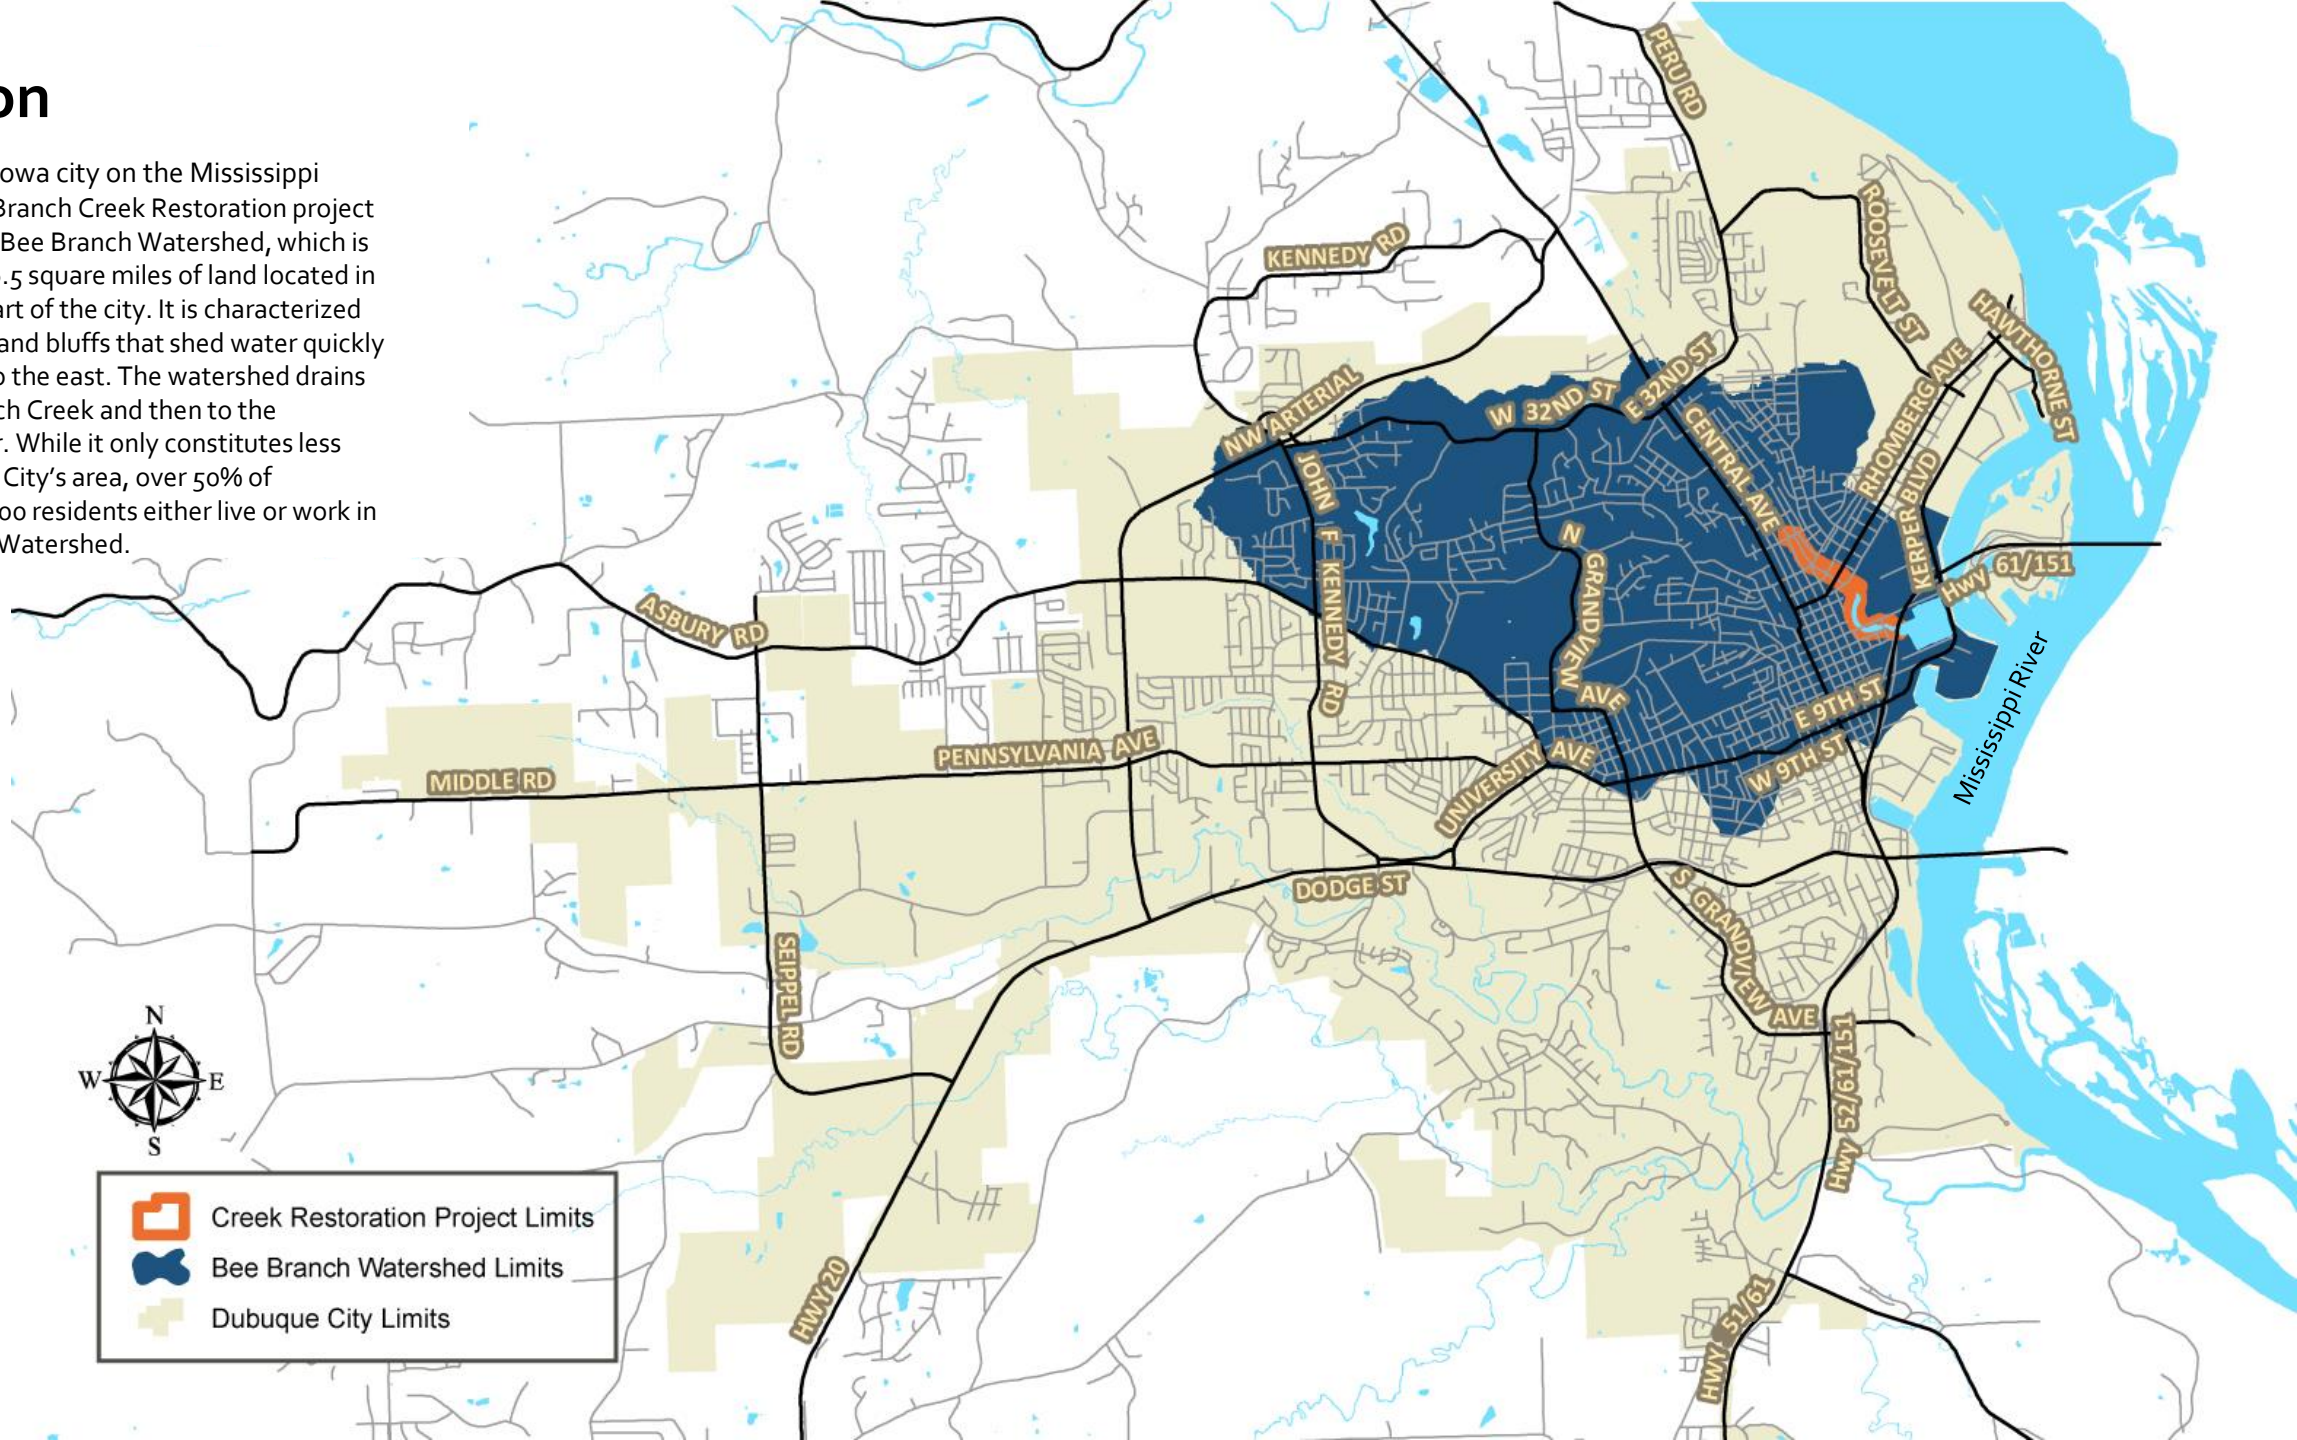 on
owa city on the Mississippi
Branch Creek Restoration project
Bee Branch Watershed, which is
.5 square miles of land located in
art of the city. It is characterized
and bluffs that shed water quickly
o the east. The watershed drains
ch Creek and then to the
r. While it only constitutes less
City’s area, over 50% of
00 residents either live or work in
Watershed.
PERU RD
KENNEDY RD
ROOSEVELT ST
HAWTHORNE ST
NW ARTERIAL
W 32ND ST
E 32ND ST
RHOMBERG AVE
CENTRAL AVE
KERPER BLVD
JOHN F KENNEDY RD
N GRANDVIEW AVE
Hwy 61/151
ASBURY RD
Mississippi River
E 9TH ST
W 9TH ST
PENNSYLVANIA AVE
UNIVERSITY AVE
MIDDLE RD
DODGE ST
S GRANDVIEW AVE
SEIPPEL RD
Hwy 52/61/151
HWY 20
HWY 51/61
N
W E
S
Creek Restoration Project Limits
Bee Branch Watershed Limits
Dubuque City Limits